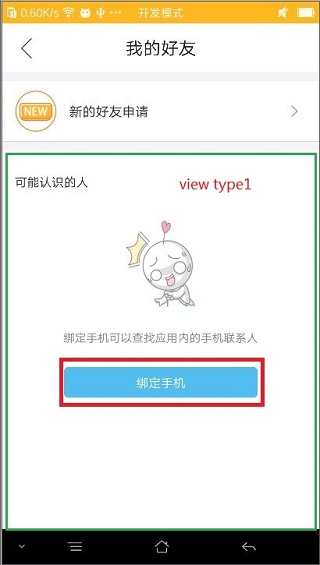 0.60K/s 开发模式
我的好友
NEW 新的好友申请
可能认识的人 view type1
绑定手机可以查找应用内的手机联系人
绑定手机